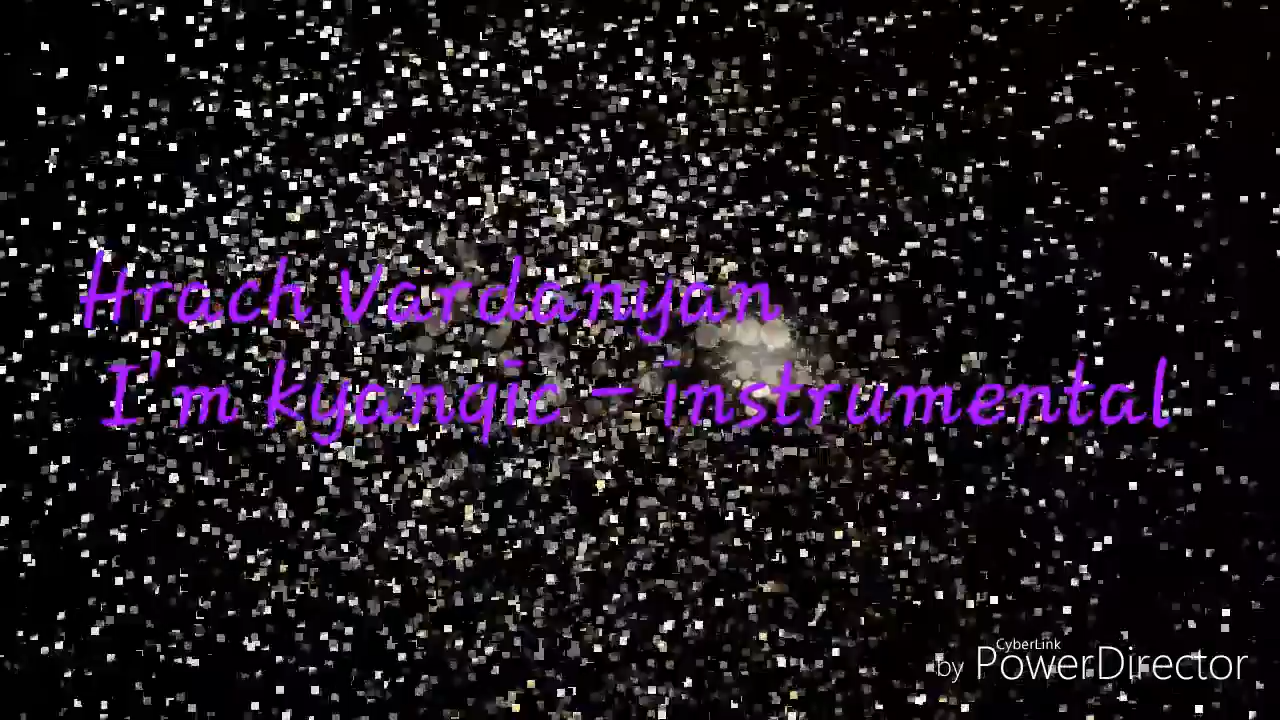 Hrach Vardanyan
I'm kyanqic - instrumental
CyberLink
by PowerDirector